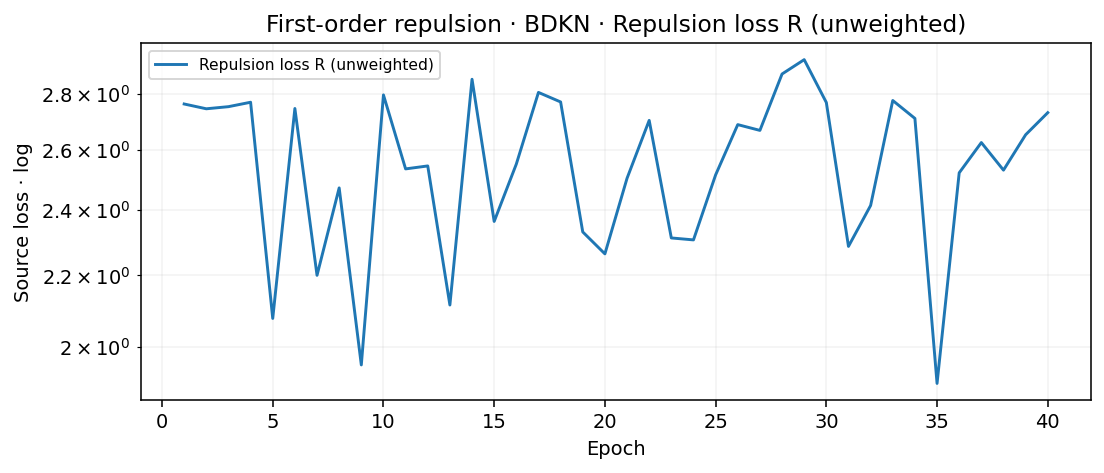 First-order repulsion · BDKN · Repulsion loss R (unweighted)
Repulsion loss R (unweighted)
Source loss · log
2.8 × 10⁰
2.6 × 10⁰
2.4 × 10⁰
2.2 × 10⁰
2 × 10⁰
0 5 10 15 20 25 30 35 40
Epoch